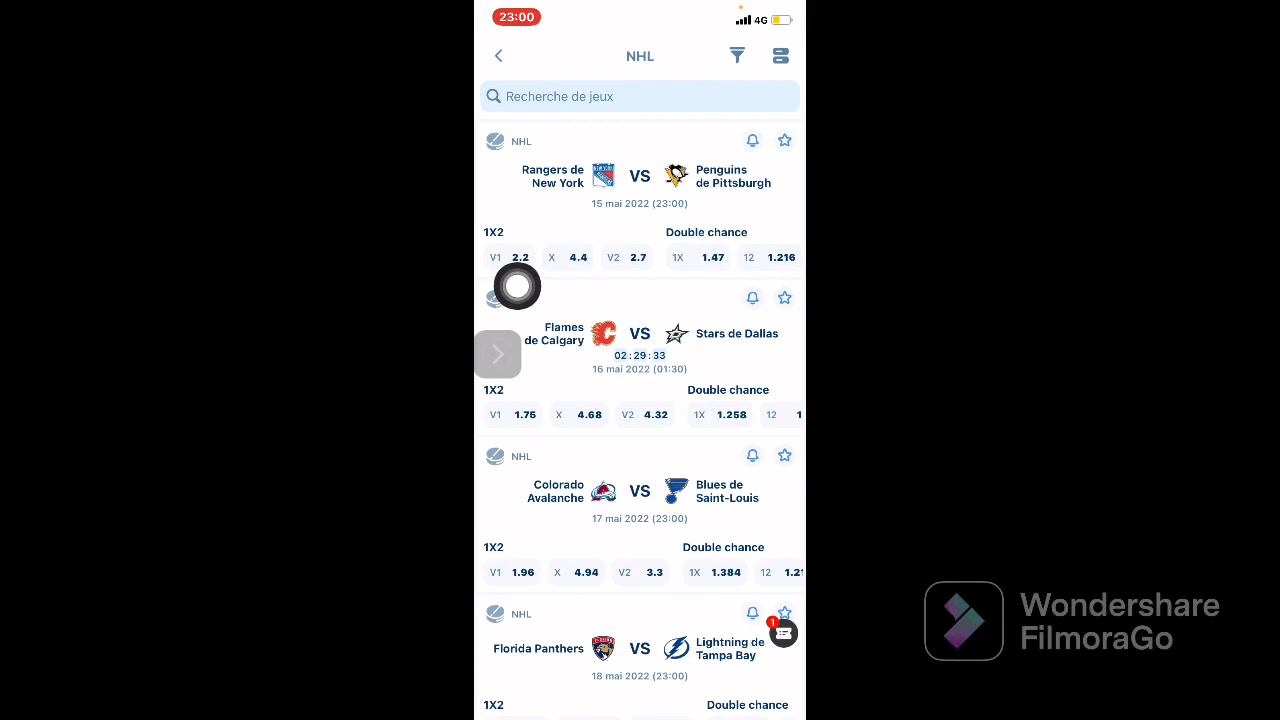 23:00
4G
NHL
Recherche de jeux
NHL
Rangers de
New York
VS
Penguins
de Pittsburgh
15 mai 2022 (23:00)
1X2
Double chance
V1 2.2 X 4.4 V2 2.7 1X 1.47 12 1.216
Flames
de Calgary
VS
Stars de Dallas
02 : 29 : 33
16 mai 2022 (01:30)
1X2
Double chance
V1 1.75 X 4.68 V2 4.32 1X 1.258 12 1
NHL
Colorado
Avalanche
VS
Blues de
Saint-Louis
17 mai 2022 (23:00)
1X2
Double chance
V1 1.96 X 4.94 V2 3.3 1X 1.384 12 1.21
NHL
1
Florida Panthers
VS
Lightning de
Tampa Bay
18 mai 2022 (23:00)
1X2
Double chance
Wondershare
FilmoraGo